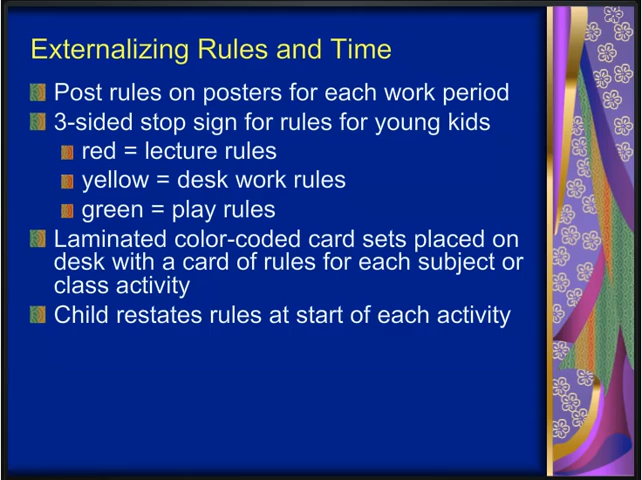 Externalizing Rules and Time
Post rules on posters for each work period
3-sided stop sign for rules for young kids
red = lecture rules
yellow = desk work rules
green = play rules
Laminated color-coded card sets placed on
desk with a card of rules for each subject or
class activity
Child restates rules at start of each activity